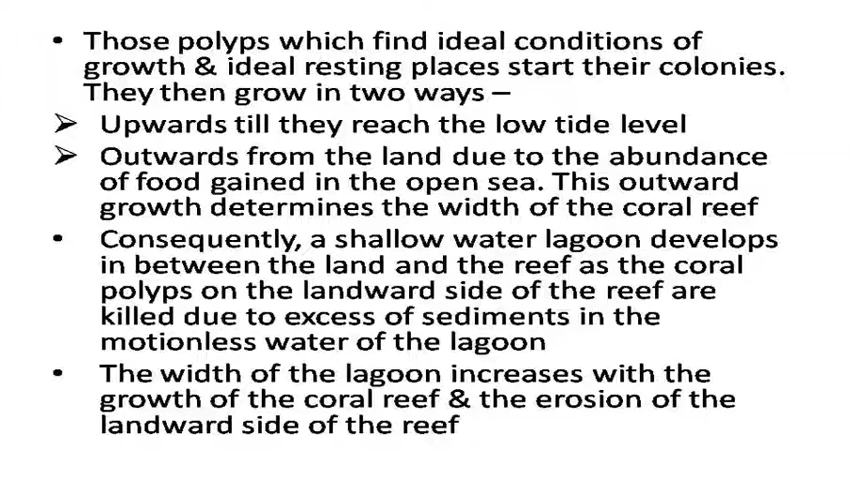 • Those polyps which find ideal conditions of
growth & ideal resting places start their colonies.
They then grow in two ways –
➢ Upwards till they reach the low tide level
➢ Outwards from the land due to the abundance
of food gained in the open sea. This outward
growth determines the width of the coral reef
• Consequently, a shallow water lagoon develops
in between the land and the reef as the coral
polyps on the landward side of the reef are
killed due to excess of sediments in the
motionless water of the lagoon
• The width of the lagoon increases with the
growth of the coral reef & the erosion of the
landward side of the reef